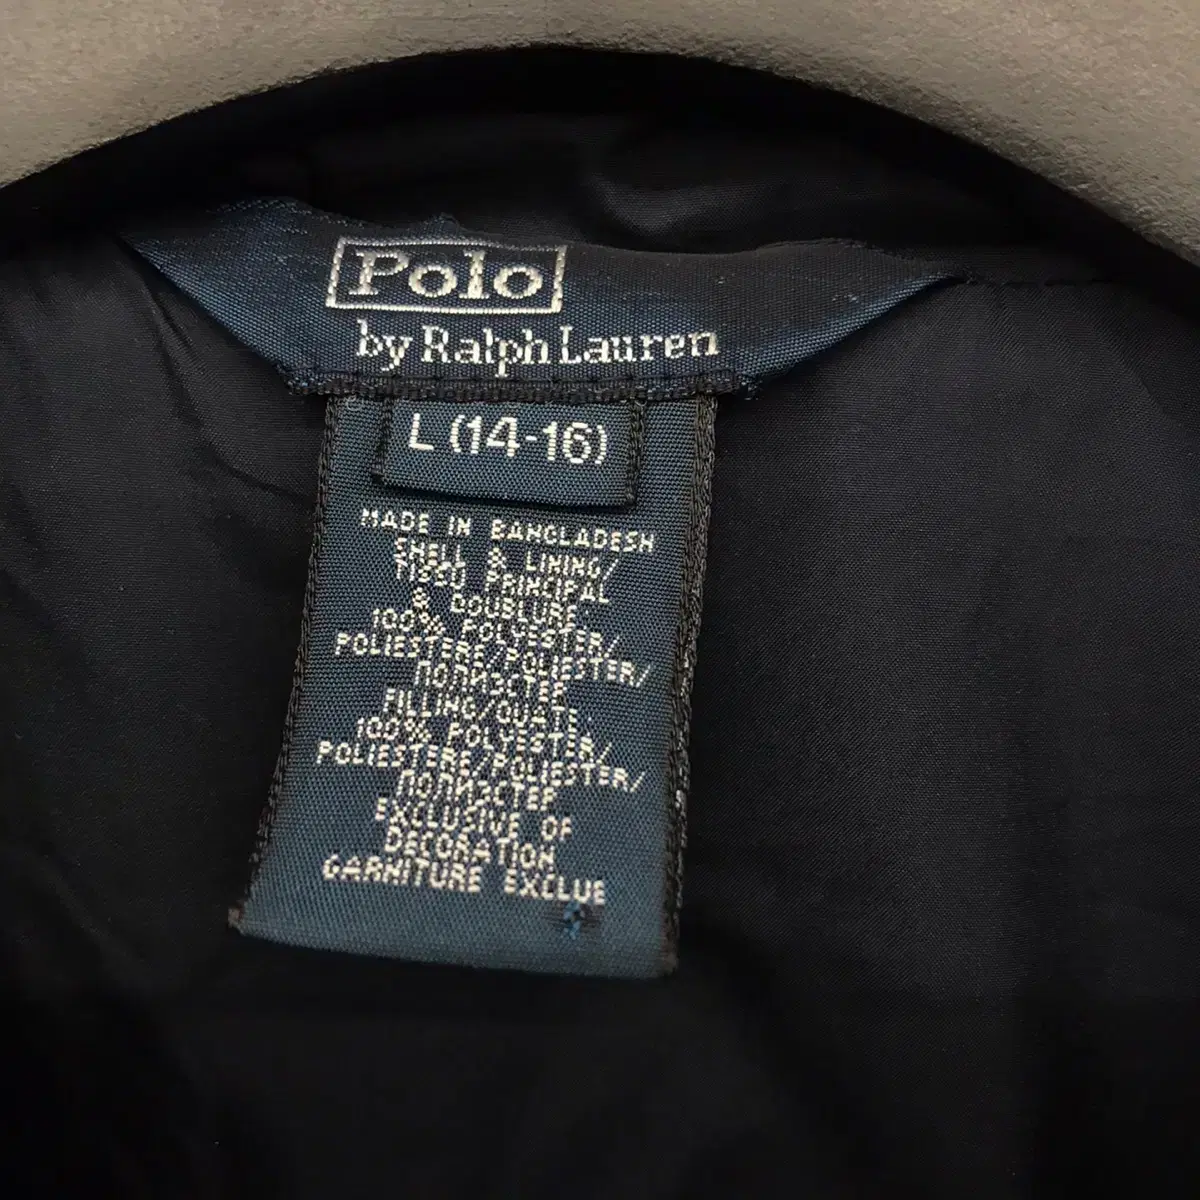 Polo
by Ralph Lauren
L (14-16)
MADE IN BANGLADESH
SHELL & LINING/
TISSU PRINCIPAL
& DOUBLURE
100% POLYESTER/
POLIESTERE/POLIESTER/
ПОЛИЭСТЕР
FILLING/OUATE
100% POLYESTER/
POLIESTERE/POLIESTER/
ПОЛИЭСТЕР
EXCLUSIVE OF
DECORATION
GARNITURE EXCLUE